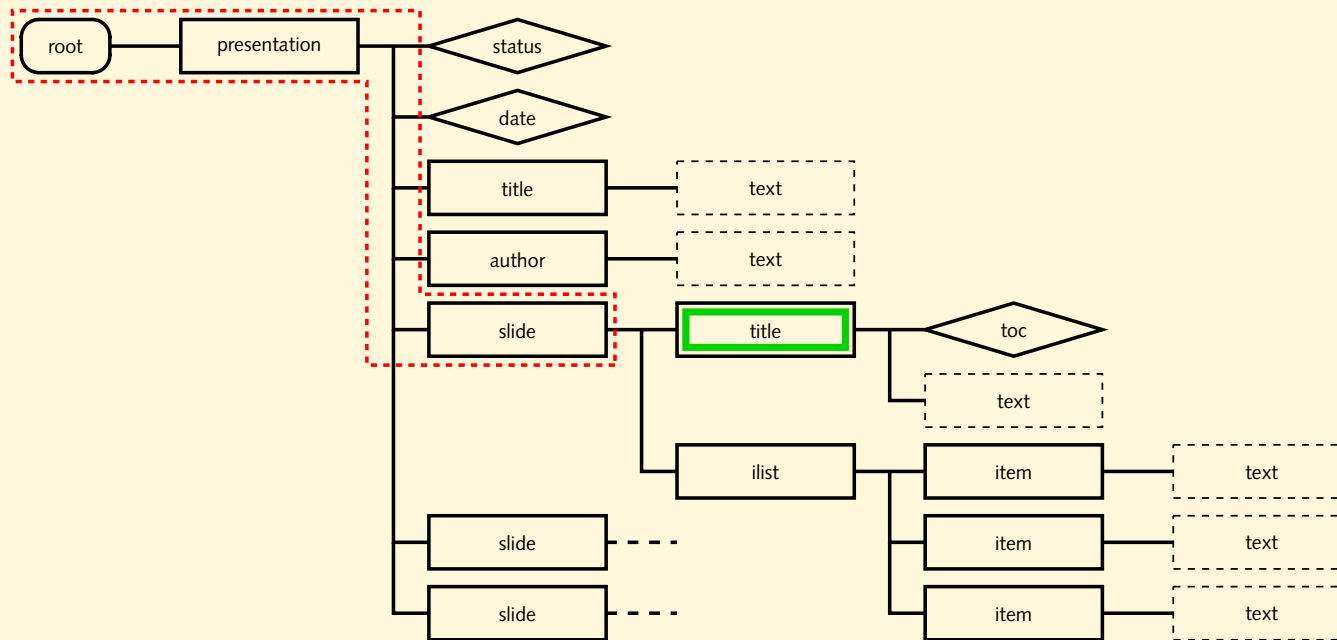 root presentation status
date
title text
author text
slide title toc
text
ilist item text
slide item text
slide item text